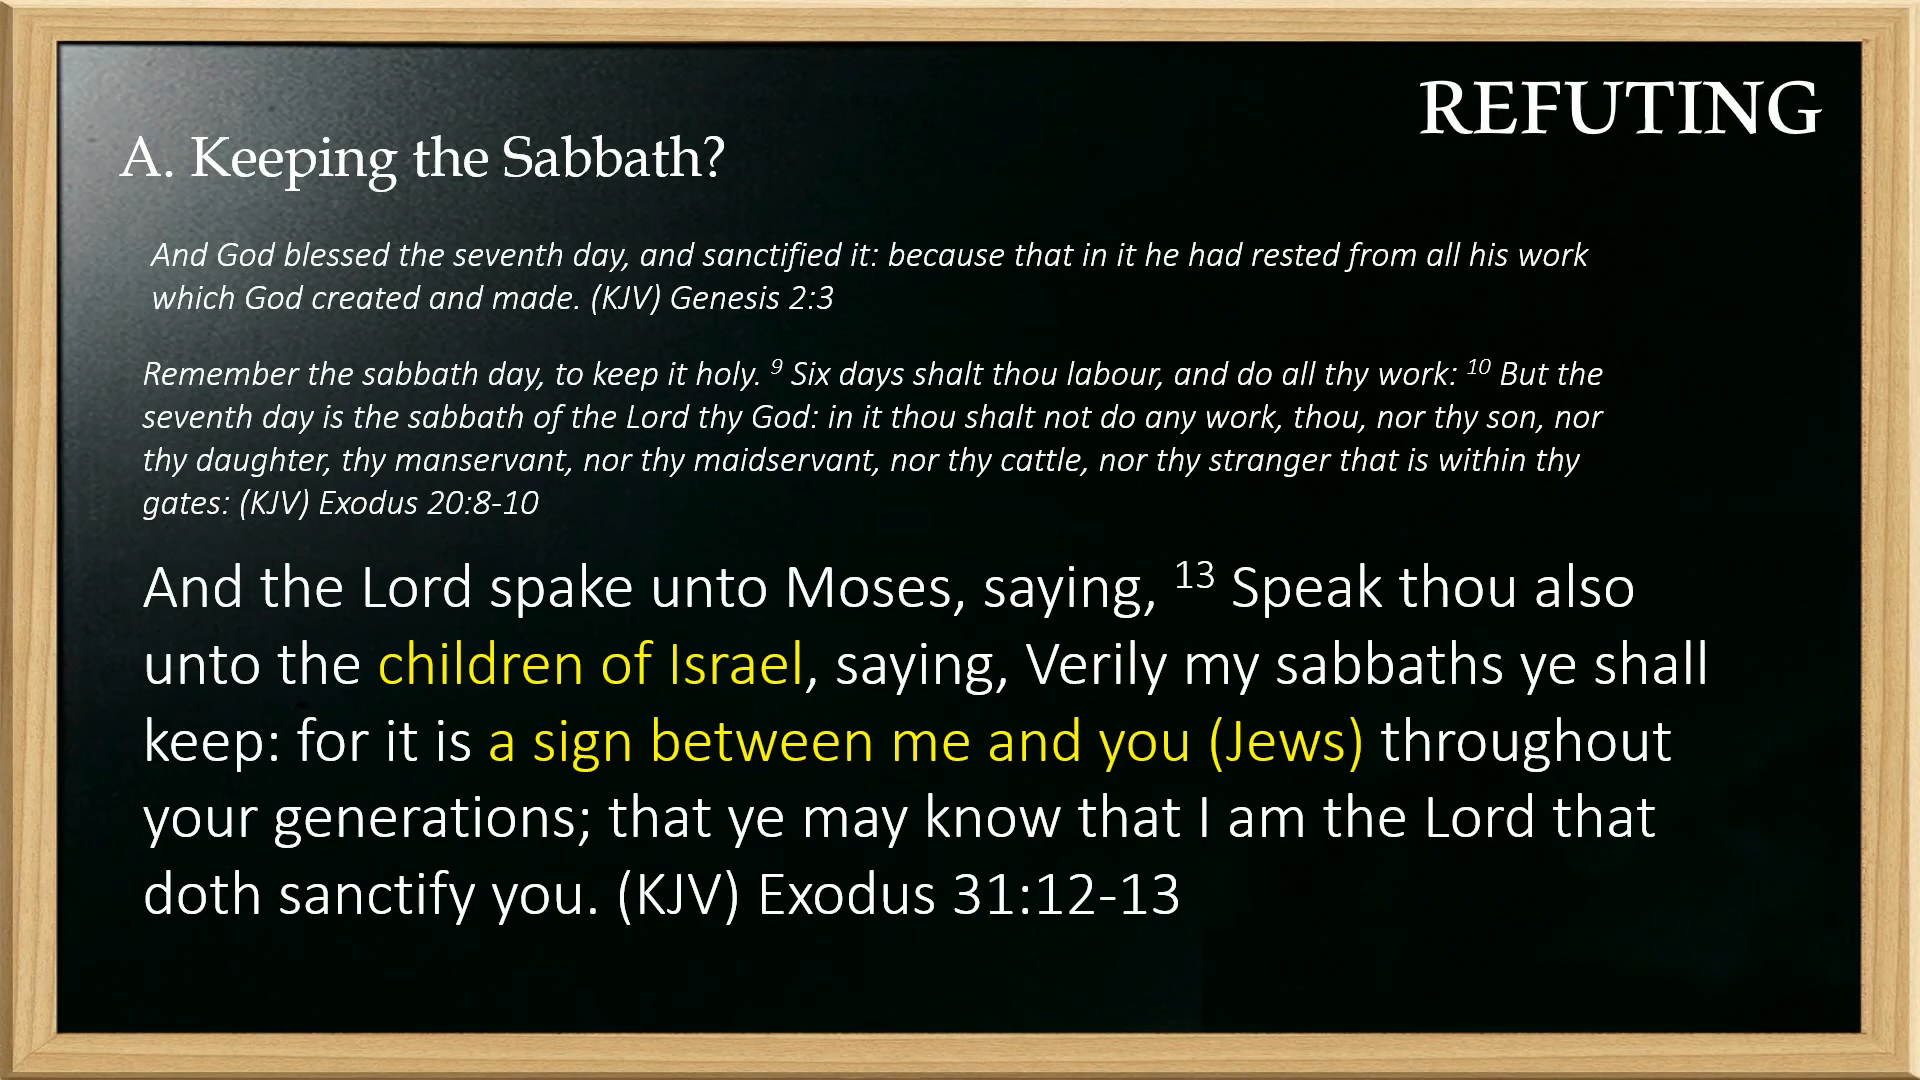 REFUTING
A. Keeping the Sabbath?
And God blessed the seventh day, and sanctified it: because that in it he had rested from all his work
which God created and made. (KJV) Genesis 2:3
Remember the sabbath day, to keep it holy. 9 Six days shalt thou labour, and do all thy work: 10 But the
seventh day is the sabbath of the Lord thy God: in it thou shalt not do any work, thou, nor thy son, nor
thy daughter, thy manservant, nor thy maidservant, nor thy cattle, nor thy stranger that is within thy
gates: (KJV) Exodus 20:8-10
And the Lord spake unto Moses, saying, 13 Speak thou also
unto the children of Israel, saying, Verily my sabbaths ye shall
keep: for it is a sign between me and you (Jews) throughout
your generations; that ye may know that I am the Lord that
doth sanctify you. (KJV) Exodus 31:12-13